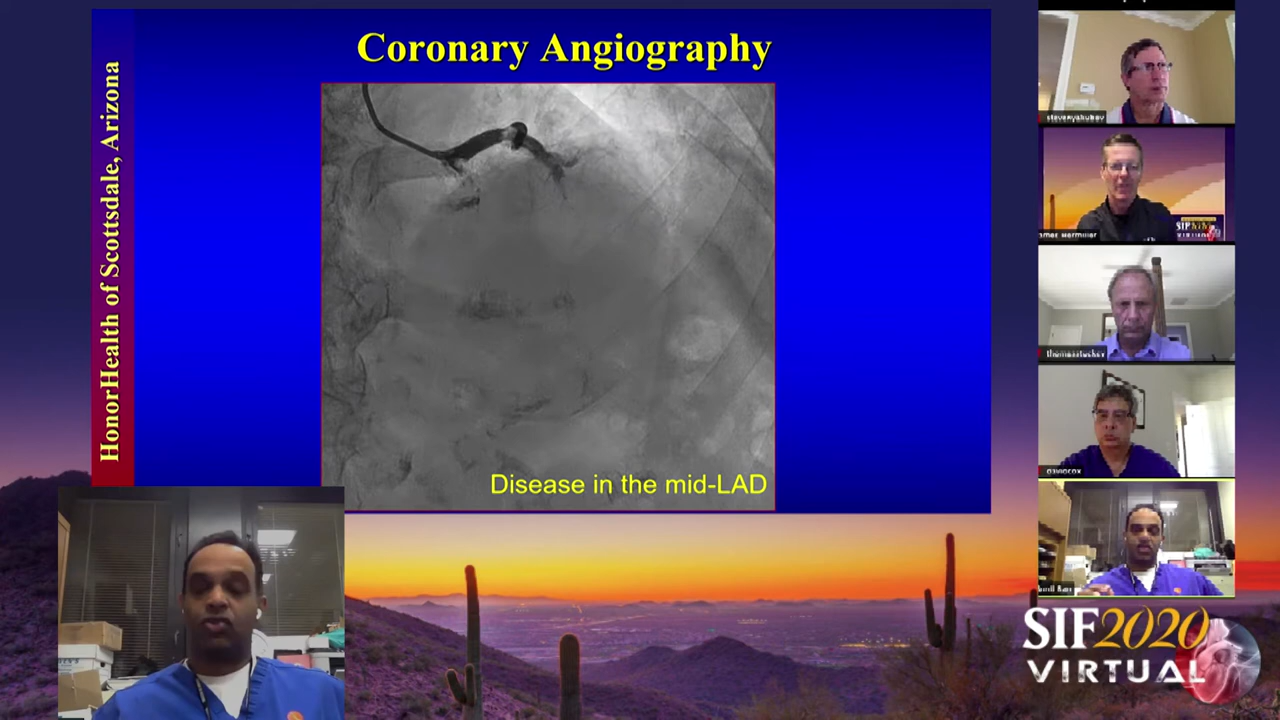 Coronary Angiography
HonorHealth of Scottsdale, Arizona
Disease in the mid-LAD
SIF2020
VIRTUAL